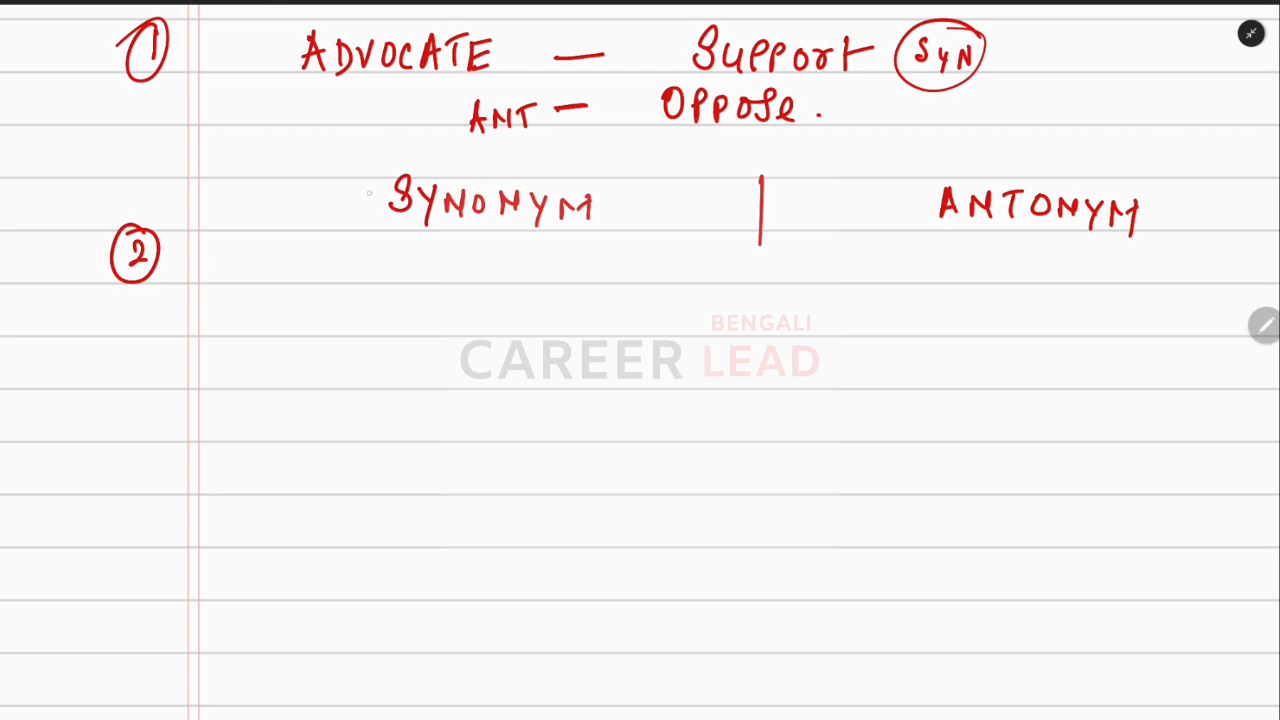 1 ADVOCATE — Support SYN
ANT — OPPOSE.
SYNONYM | ANTONYM
2
BENGALI
CAREER LEAD